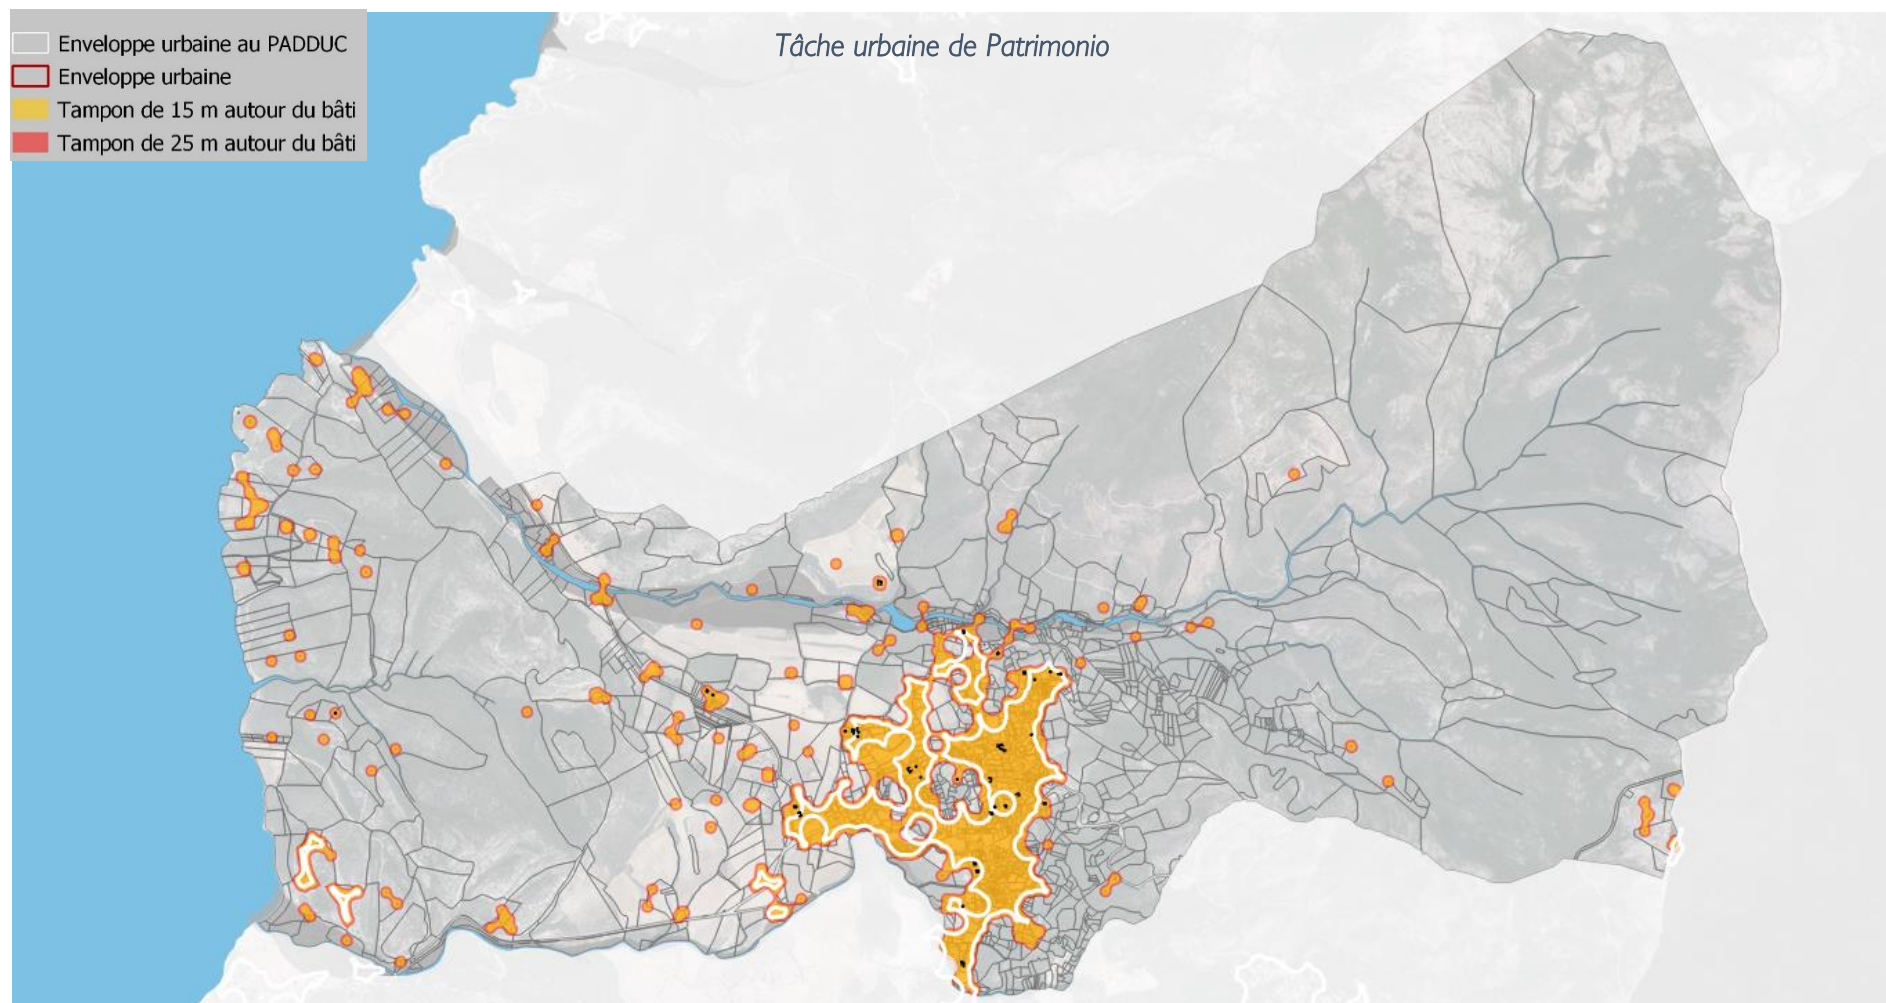 Enveloppe urbaine au PADDUC
Enveloppe urbaine
Tampon de 15 m autour du bâti
Tampon de 25 m autour du bâti
Tâche urbaine de Patrimonio